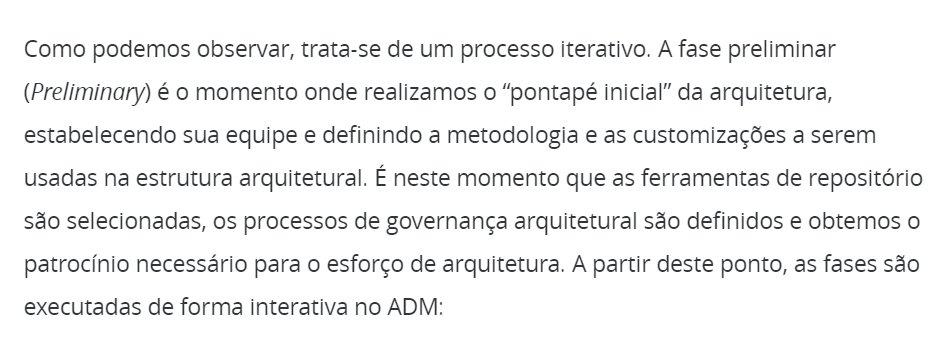 Como podemos observar, trata-se de um processo iterativo. A fase preliminar
(Preliminary) é o momento onde realizamos o “pontapé inicial” da arquitetura,
estabelecendo sua equipe e definindo a metodologia e as customizações a serem
usadas na estrutura arquitetural. É neste momento que as ferramentas de repositório
são selecionadas, os processos de governança arquitetural são definidos e obtemos o
patrocínio necessário para o esforço de arquitetura. A partir deste ponto, as fases são
executadas de forma interativa no ADM: